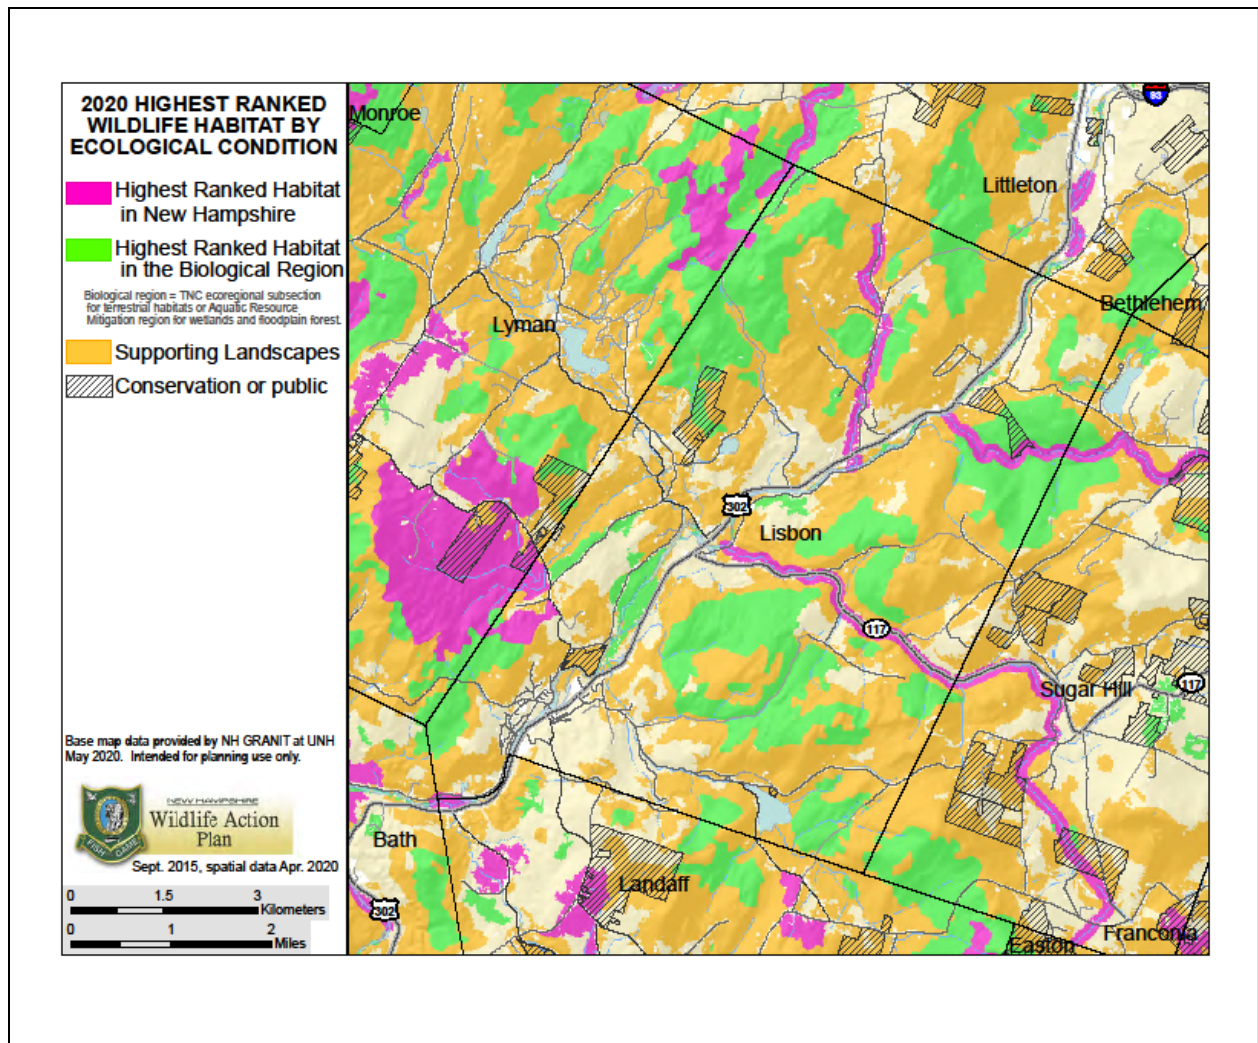 2020 HIGHEST RANKED
WILDLIFE HABITAT BY
ECOLOGICAL CONDITION
Highest Ranked Habitat
in New Hampshire
Highest Ranked Habitat
in the Biological Region
Biological region = TNC ecoregional subsection
for terrestrial habitats or Aquatic Resource
Mitigation region for wetlands and floodplain forest.
Supporting Landscapes
Conservation or public
Base map data provided by NH GRANIT at UNH
May 2020. Intended for planning use only.
NEW HAMPSHIRE
Wildlife Action
Plan
FISH GAME
Sept. 2015, spatial data Apr. 2020
0 1.5 3
Kilometers
0 1 2
Miles
Monroe
93
Littleton
Bethlehem
Lyman
302
Lisbon
117
Sugar Hill
117
Bath
Landaff
302
Easton
Franconia